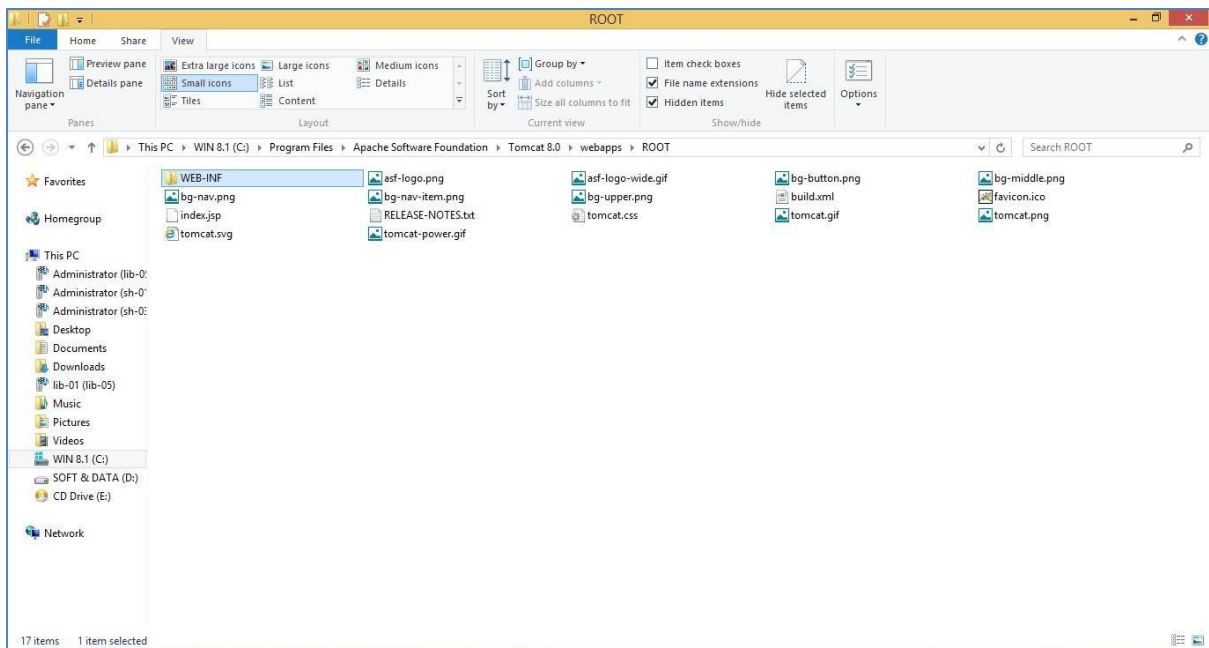 ROOT
File Home Share View
Navigation pane
Preview pane
Details pane
Panes
Extra large icons Large icons Medium icons
Small icons List Details
Tiles Content
Layout
Sort by
Group by
Add columns
Size all columns to fit
Current view
Item check boxes
File name extensions
Hidden items
Hide selected items
Show/hide
Options
This PC WIN 8.1 (C:) Program Files Apache Software Foundation Tomcat 8.0 webapps ROOT
Search ROOT
Favorites
Homegroup
This PC
Administrator (lib-0
Administrator (sh-0
Administrator (sh-0
Desktop
Documents
Downloads
lib-01 (lib-05)
Music
Pictures
Videos
WIN 8.1 (C:)
SOFT & DATA (D:)
CD Drive (E:)
Network
WEB-INF asf-logo.png asf-logo-wide.gif bg-button.png bg-middle.png
bg-nav.png bg-nav-item.png bg-upper.png build.xml favicon.ico
index.jsp RELEASE-NOTES.txt tomcat.css tomcat.gif tomcat.png
tomcat.svg tomcat-power.gif
17 items 1 item selected